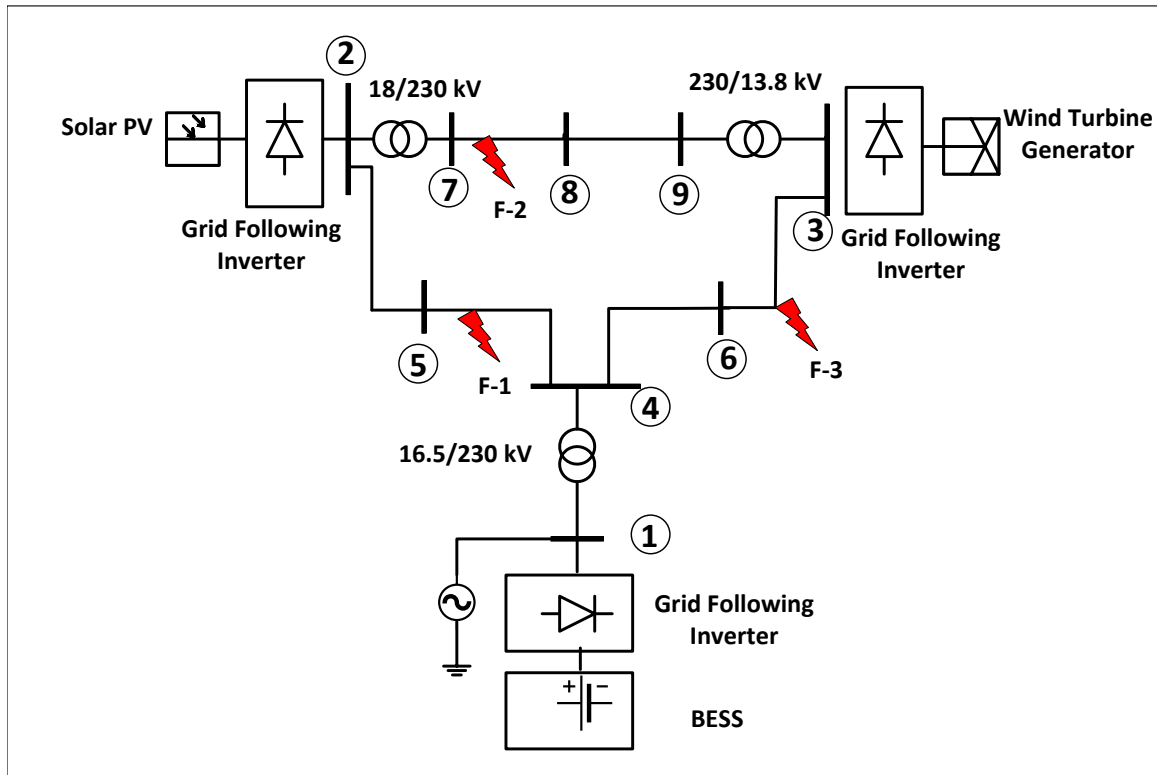 2
18/230 kV
230/13.8 kV
Solar PV
Wind Turbine
Generator
7
F-2
8
9
3
Grid Following
Inverter
Grid Following
Inverter
5
F-1
6
F-3
4
16.5/230 kV
1
Grid Following
Inverter
+ −
BESS